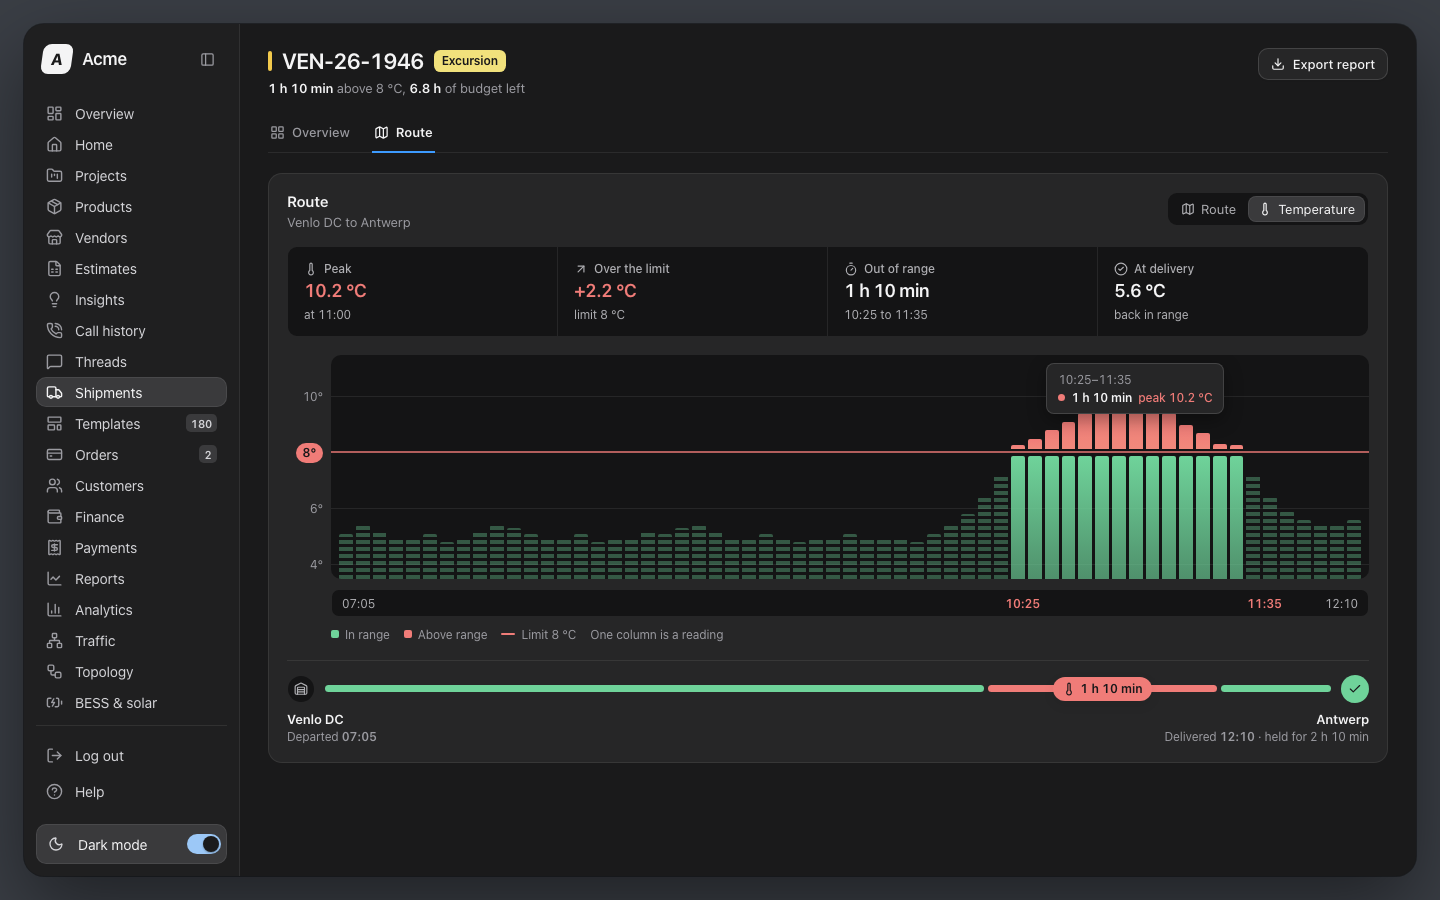 A Acme
Overview
Home
Projects
Products
Vendors
Estimates
Insights
Call history
Threads
Shipments
Templates 180
Orders 2
Customers
Finance
Payments
Reports
Analytics
Traffic
Topology
BESS & solar
Log out
Help
Dark mode
VEN-26-1946 Excursion
Export report
1 h 10 min above 8 °C, 6.8 h of budget left
Overview Route
Route
Venlo DC to Antwerp
Route Temperature
Peak
10.2 °C
at 11:00
Over the limit
+2.2 °C
limit 8 °C
Out of range
1 h 10 min
10:25 to 11:35
At delivery
5.6 °C
back in range
10:25–11:35
1 h 10 min peak 10.2 °C
10°
8°
6°
4°
07:05 10:25 11:35 12:10
In range Above range Limit 8 °C One column is a reading
1 h 10 min
Venlo DC Antwerp
Departed 07:05 Delivered 12:10 · held for 2 h 10 min